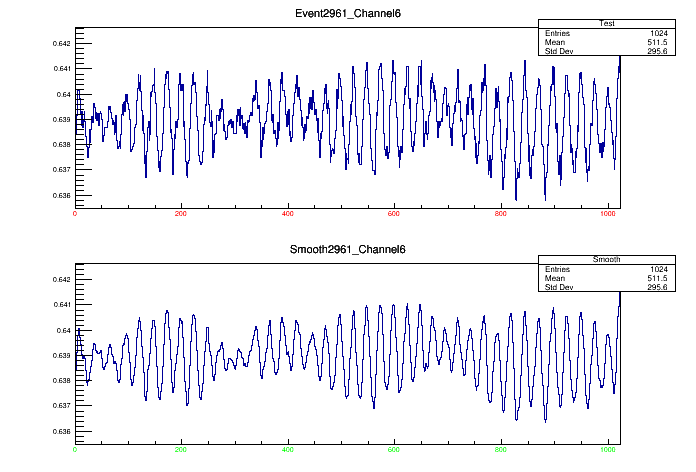 Event2961_Channel6
Test
Entries 1024
Mean 511.5
Std Dev 295.6
0.642
0.641
0.64
0.639
0.638
0.637
0.636
0 200 400 600 800 1000
Smooth2961_Channel6
Smooth
Entries 1024
Mean 511.5
Std Dev 295.6
0.642
0.641
0.64
0.639
0.638
0.637
0.636
0 200 400 600 800 1000